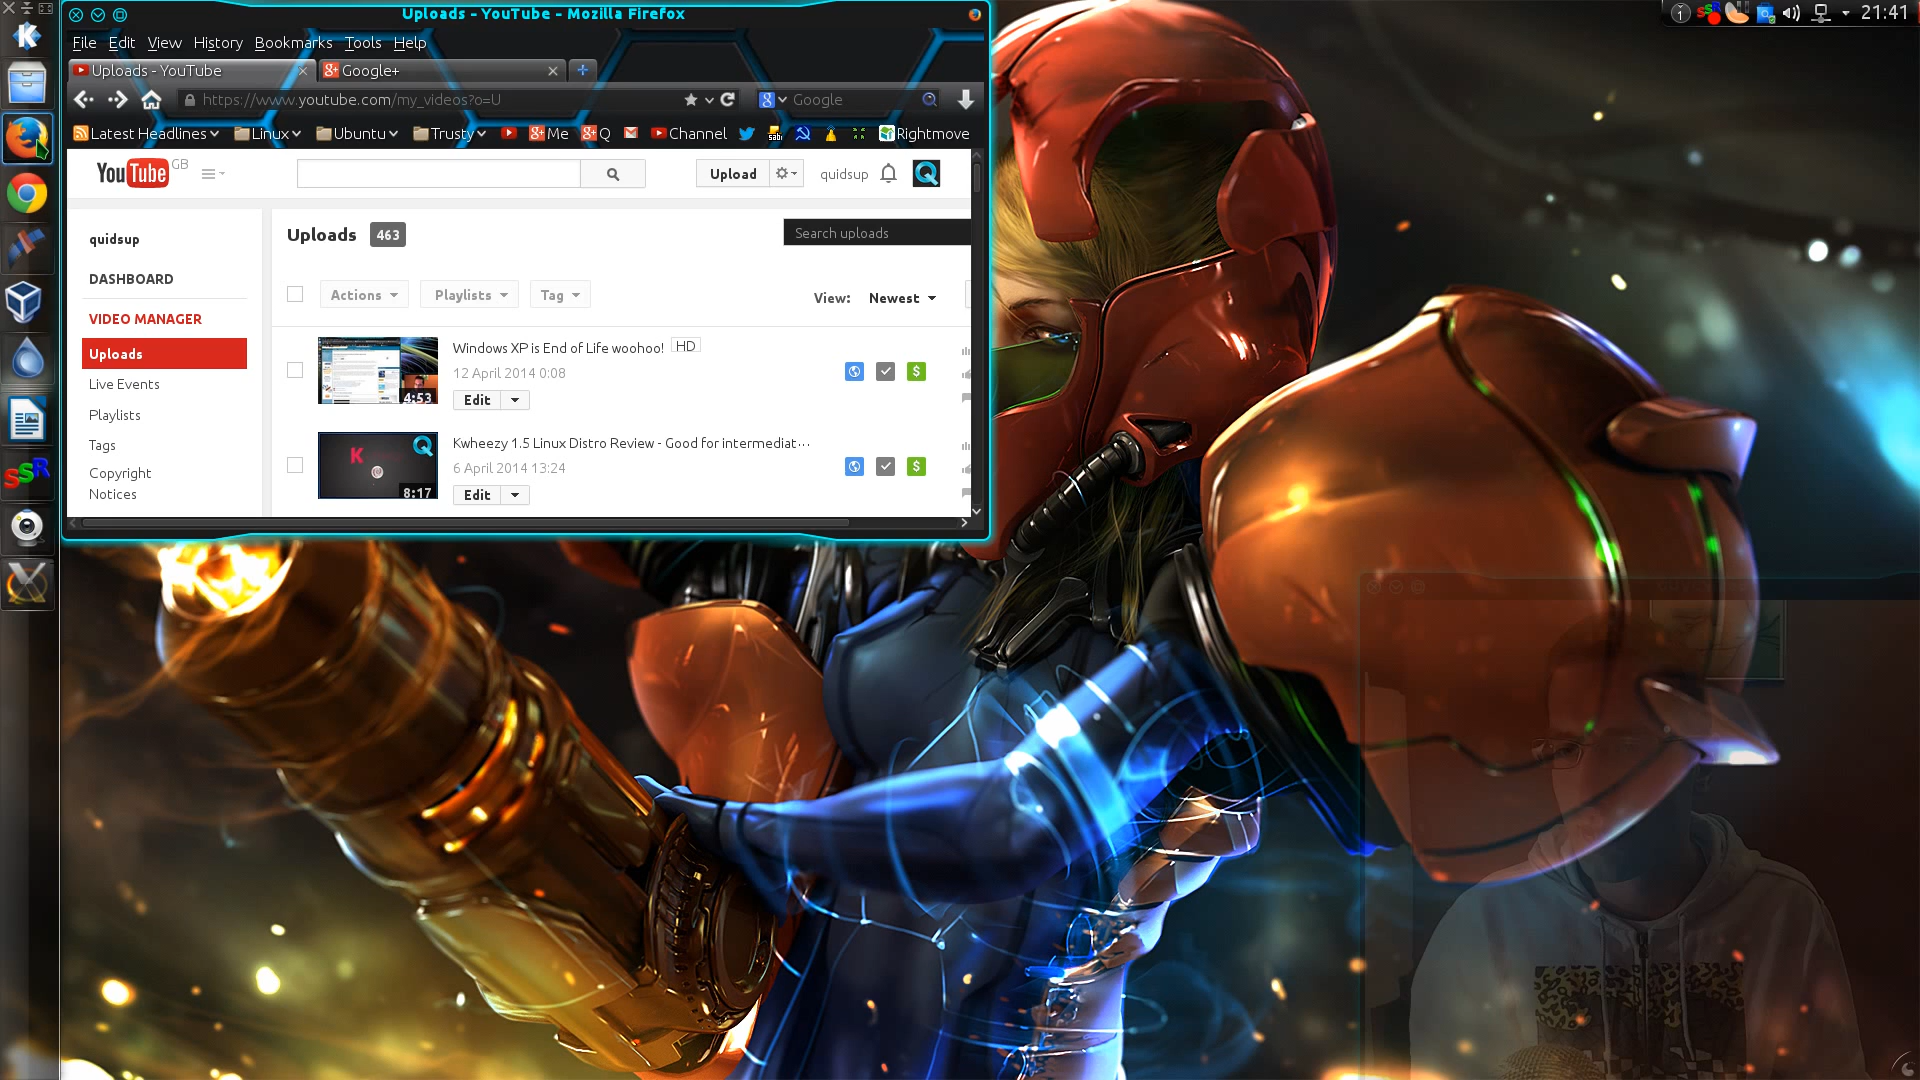 Uploads - YouTube - Mozilla Firefox
21:41
File Edit View History Bookmarks Tools Help
Uploads - YouTube
Google+
https://www.youtube.com/my_videos?o=U
Google
Latest Headlines Linux Ubuntu Trusty Me Q Channel Rightmove
YouTube GB
Upload
quidsup
quidsup
DASHBOARD
VIDEO MANAGER
Uploads
Live Events
Playlists
Tags
Copyright
Notices
Uploads 463
Search uploads
Actions Playlists Tag
View: Newest
Windows XP is End of Life woohoo! HD
12 April 2014 0:08
4:53
Edit
Kwheezy 1.5 Linux Distro Review - Good for intermediat...
6 April 2014 13:24
8:17
Edit
SSR